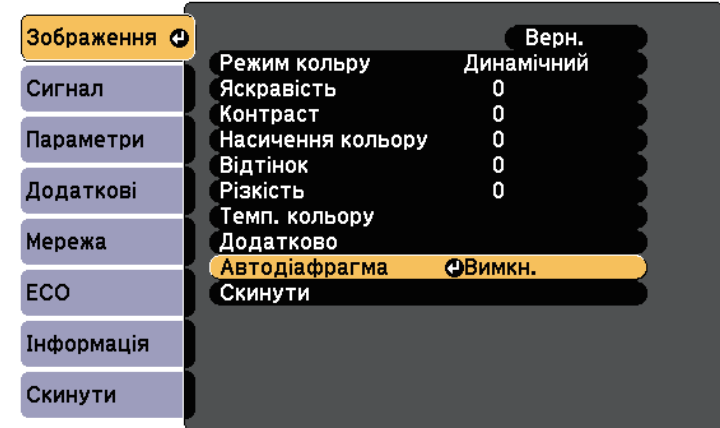 Зображення
Сигнал
Параметри
Додаткові
Мережа
ECO
Інформація
Скинути
Верн.
Режим кольру Динамічний
Яскравість 0
Контраст 0
Насичення кольору 0
Відтінок 0
Різкість 0
Темп. кольору
Додатково
Автодіафрагма Вимкн.
Скинути